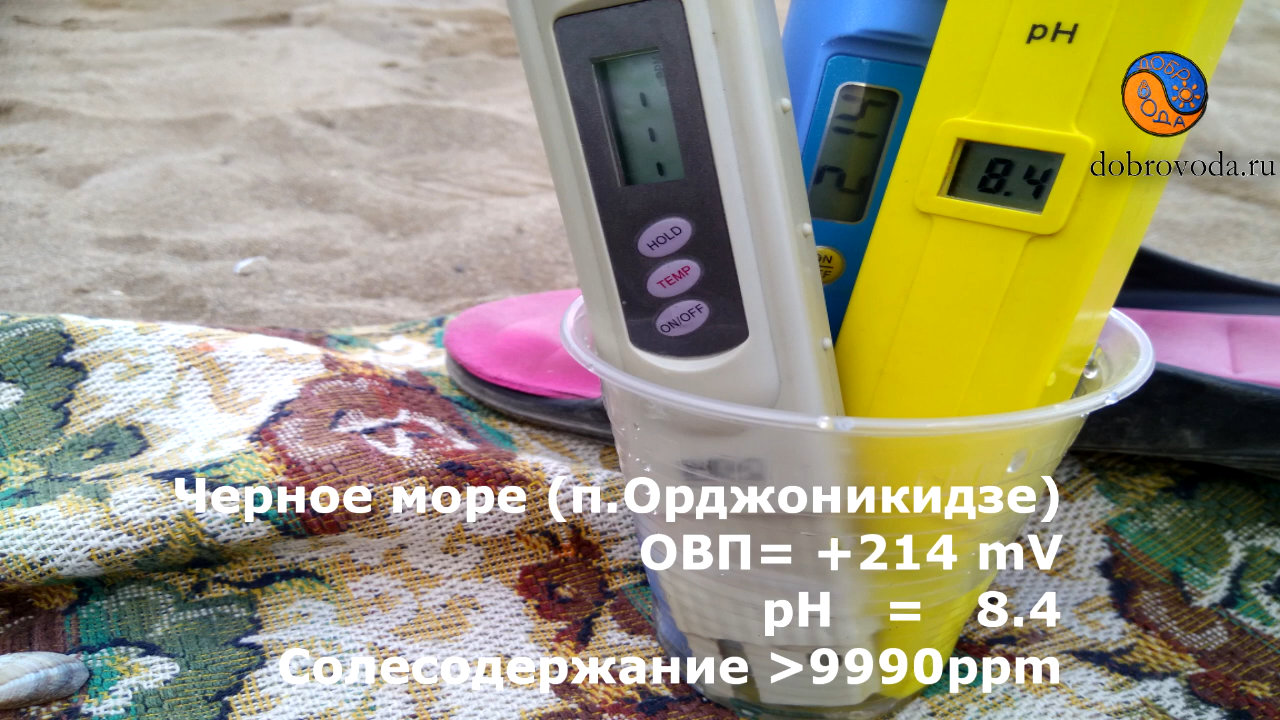 pH
ДОБРО
ВОДА
8.4
dobrovoda.ru
HOLD
TEMP
ON/OFF
Черное море (п.Орджоникидзе)
ОВП= +214 mV
pH = 8.4
Солесодержание >9990ppm